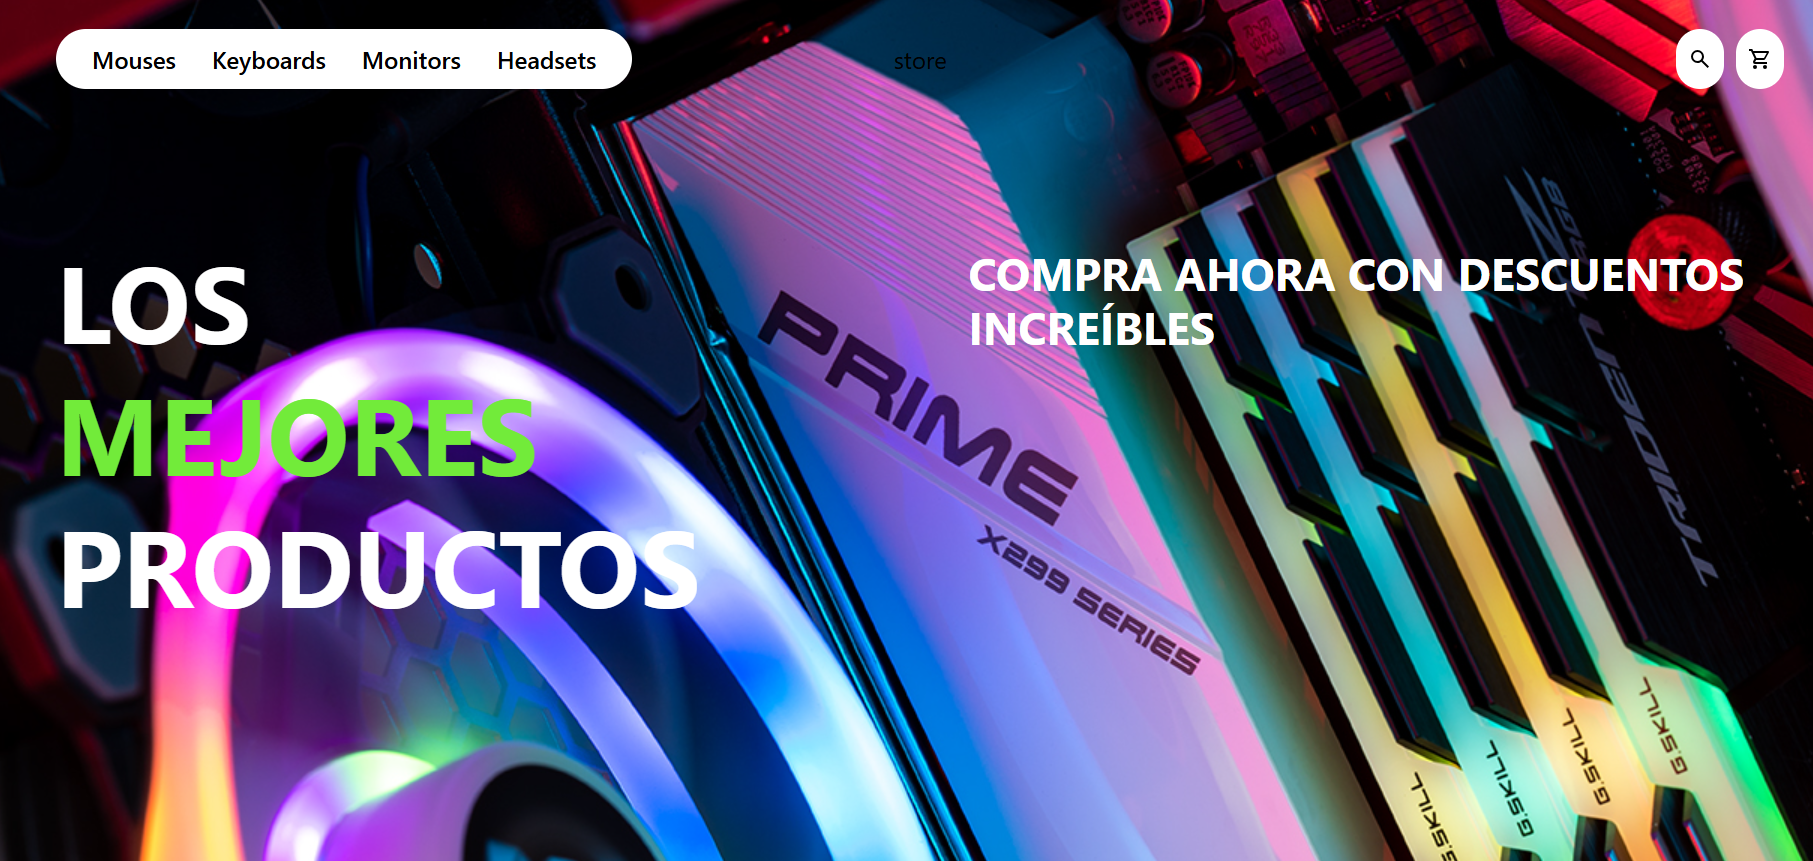 Mouses Keyboards Monitors Headsets
store
LOS
MEJORES
PRODUCTOS
COMPRA AHORA CON DESCUENTOS
INCREÍBLES
PRIME
X299 SERIES
TRIDENT Z RGB
G.SKILL
G.SKILL
G.SKILL
G.SKILL